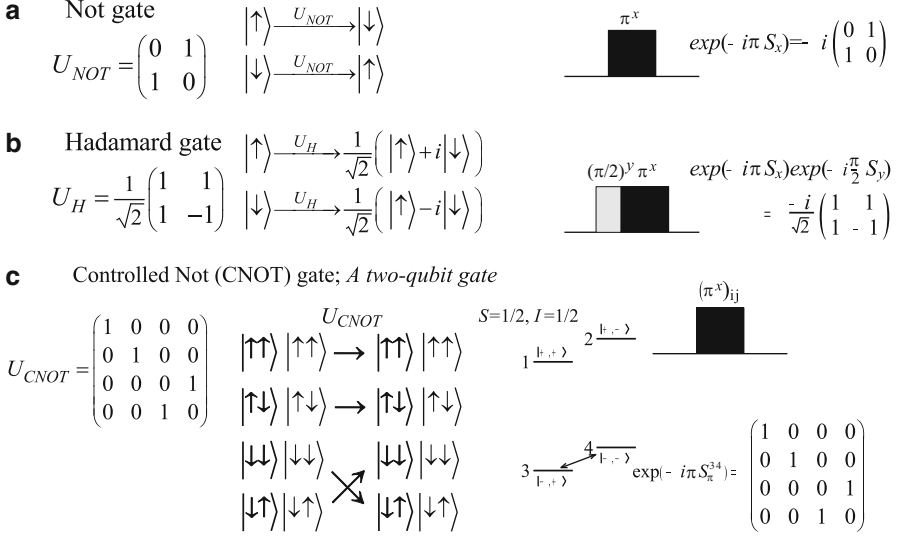 a Not gate
U_NOT = (0 1
1 0)
|↑⟩ —U_NOT→ |↓⟩
|↓⟩ —U_NOT→ |↑⟩
π^x
exp(- iπ S_x)=- i (0 1
1 0)
b Hadamard gate
U_H = 1/√2 (1 1
1 −1)
|↑⟩ —U_H→ 1/√2 (|↑⟩+i|↓⟩)
|↓⟩ —U_H→ 1/√2 (|↑⟩−i|↓⟩)
(π/2)^y π^x
exp(- iπ S_x)exp(- i π/2 S_y)
= - i/√2 (1 1
1 - 1)
c Controlled Not (CNOT) gate; A two-qubit gate
U_CNOT = (1 0 0 0
0 1 0 0
0 0 0 1
0 0 1 0)
U_CNOT
|↑↑⟩|↑↑⟩ → |↑↑⟩|↑↑⟩
|↑↓⟩|↑↓⟩ → |↑↓⟩|↑↓⟩
|↓↓⟩|↓↓⟩ |↓↓⟩|↓↓⟩
|↓↑⟩|↓↑⟩ |↓↑⟩|↓↑⟩
S=1/2, I=1/2
2 |+ ,- ⟩
1 |+ ,+ ⟩
4 |- ,- ⟩
3 |- ,+ ⟩
(π^x)_ij
exp(- iπ S_π^34) = (1 0 0 0
0 1 0 0
0 0 0 1
0 0 1 0)